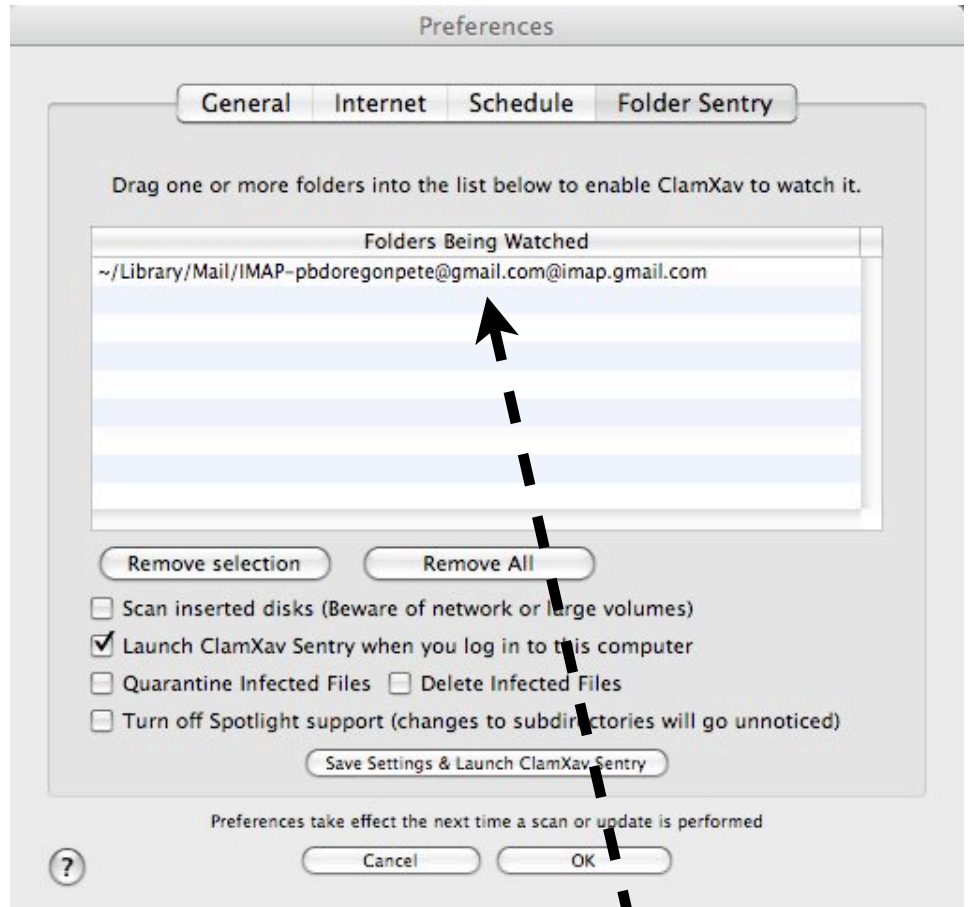 Preferences
General Internet Schedule Folder Sentry
Drag one or more folders into the list below to enable ClamXav to watch it.
Folders Being Watched
~/Library/Mail/IMAP-pbdoregonpete@gmail.com@imap.gmail.com
Remove selection Remove All
Scan inserted disks (Beware of network or large volumes)
Launch ClamXav Sentry when you log in to this computer
Quarantine Infected Files Delete Infected Files
Turn off Spotlight support (changes to subdirectories will go unnoticed)
Save Settings & Launch ClamXav Sentry
Preferences take effect the next time a scan or update is performed
? Cancel OK